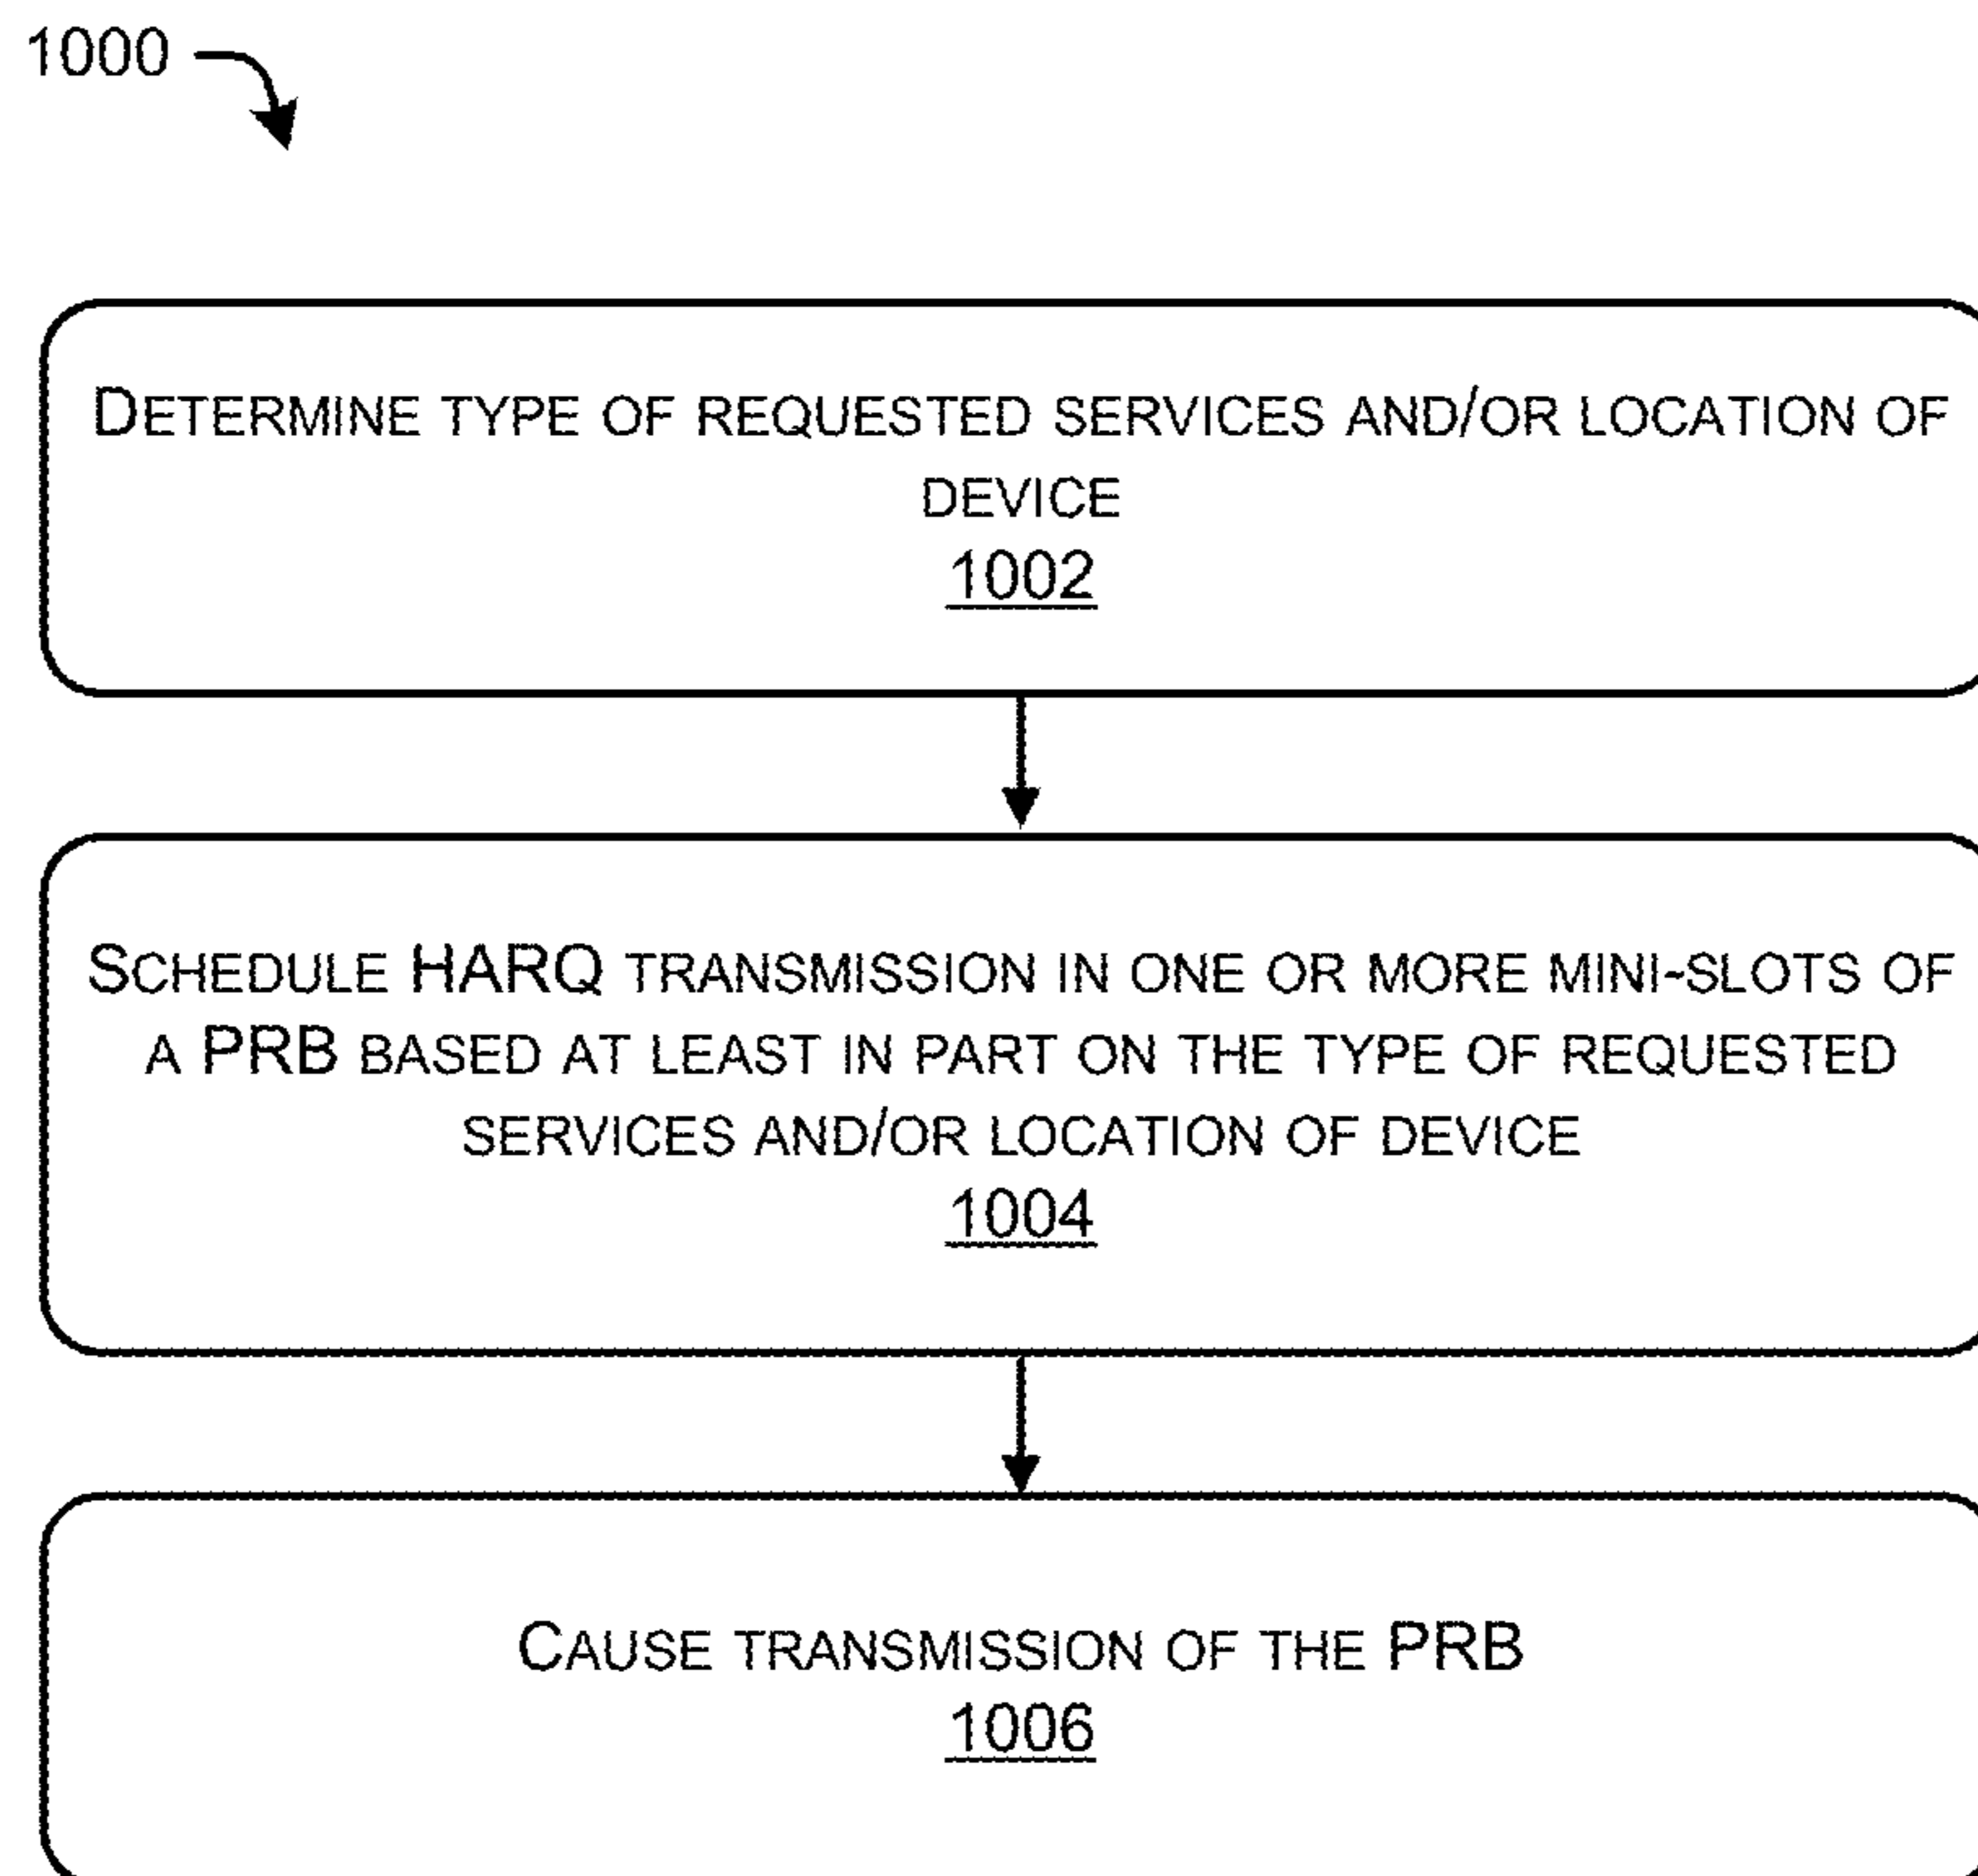 1000
DETERMINE TYPE OF REQUESTED SERVICES AND/OR LOCATION OF
DEVICE
1002
SCHEDULE HARQ TRANSMISSION IN ONE OR MORE MINI-SLOTS OF
A PRB BASED AT LEAST IN PART ON THE TYPE OF REQUESTED
SERVICES AND/OR LOCATION OF DEVICE
1004
CAUSE TRANSMISSION OF THE PRB
1006